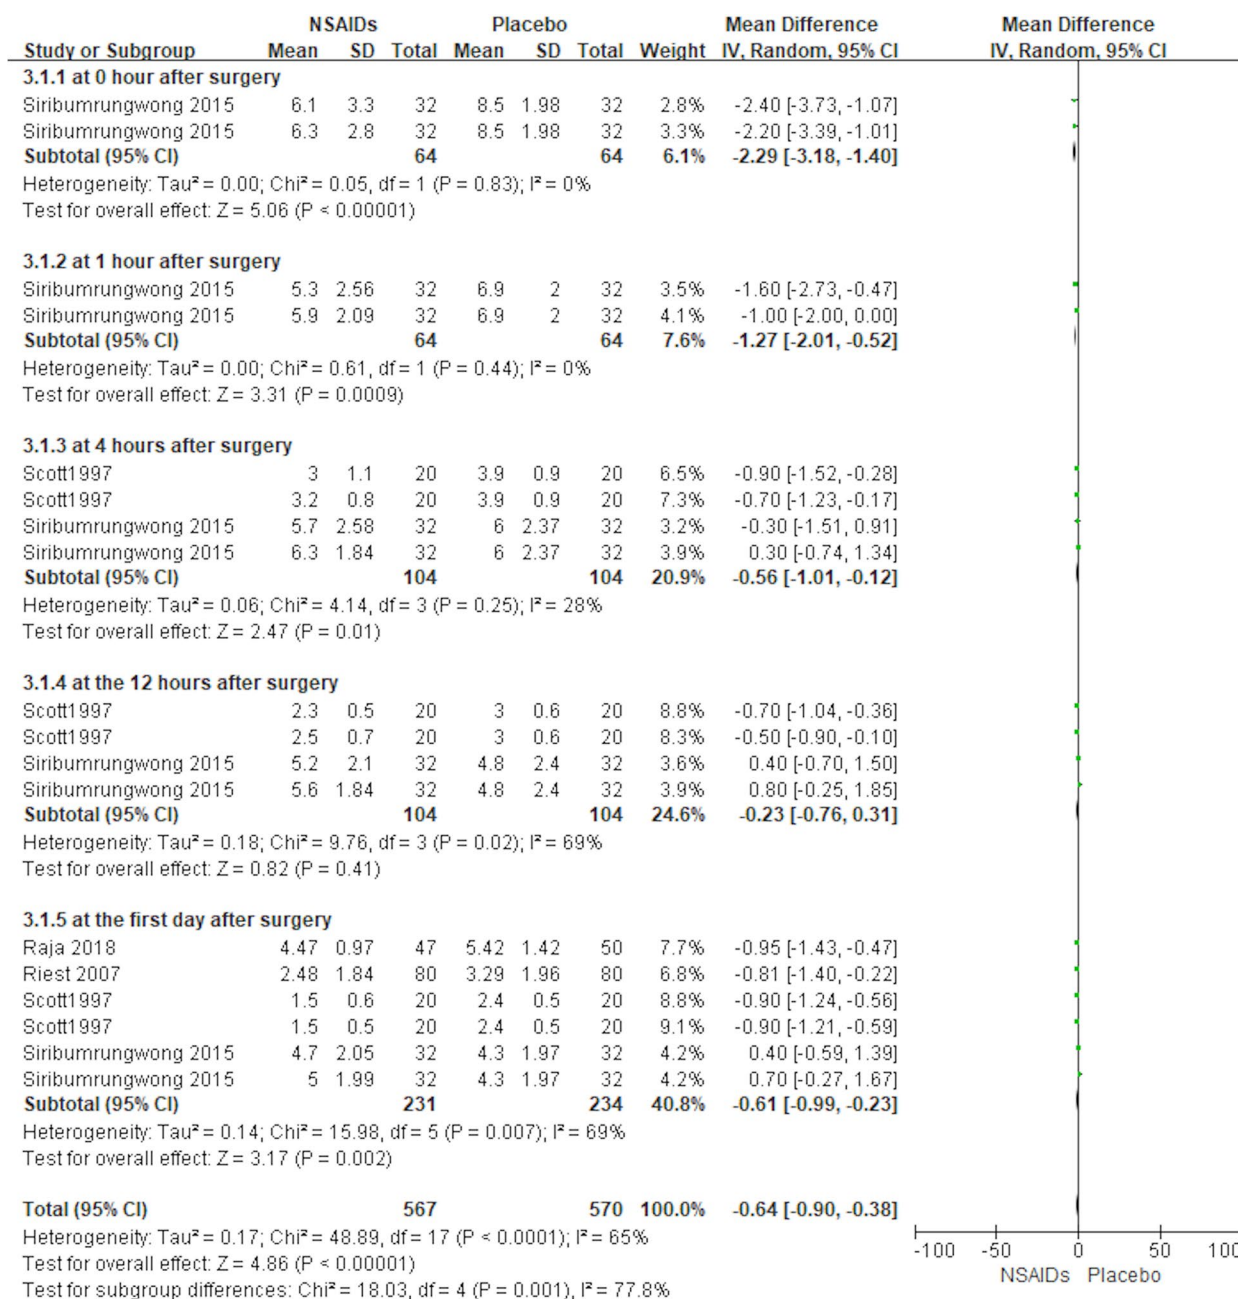 NSAIDs Placebo Mean Difference Mean Difference
Study or Subgroup Mean SD Total Mean SD Total Weight IV, Random, 95% CI IV, Random, 95% CI
3.1.1 at 0 hour after surgery
Siribumrungwong 2015 6.1 3.3 32 8.5 1.98 32 2.8% -2.40 [-3.73, -1.07]
Siribumrungwong 2015 6.3 2.8 32 8.5 1.98 32 3.3% -2.20 [-3.39, -1.01]
Subtotal (95% CI) 64 64 6.1% -2.29 [-3.18, -1.40]
Heterogeneity: Tau² = 0.00; Chi² = 0.05, df = 1 (P = 0.83); I² = 0%
Test for overall effect: Z = 5.06 (P < 0.00001)
3.1.2 at 1 hour after surgery
Siribumrungwong 2015 5.3 2.56 32 6.9 2 32 3.5% -1.60 [-2.73, -0.47]
Siribumrungwong 2015 5.9 2.09 32 6.9 2 32 4.1% -1.00 [-2.00, 0.00]
Subtotal (95% CI) 64 64 7.6% -1.27 [-2.01, -0.52]
Heterogeneity: Tau² = 0.00; Chi² = 0.61, df = 1 (P = 0.44); I² = 0%
Test for overall effect: Z = 3.31 (P = 0.0009)
3.1.3 at 4 hours after surgery
Scott1997 3 1.1 20 3.9 0.9 20 6.5% -0.90 [-1.52, -0.28]
Scott1997 3.2 0.8 20 3.9 0.9 20 7.3% -0.70 [-1.23, -0.17]
Siribumrungwong 2015 5.7 2.58 32 6 2.37 32 3.2% -0.30 [-1.51, 0.91]
Siribumrungwong 2015 6.3 1.84 32 6 2.37 32 3.9% 0.30 [-0.74, 1.34]
Subtotal (95% CI) 104 104 20.9% -0.56 [-1.01, -0.12]
Heterogeneity: Tau² = 0.06; Chi² = 4.14, df = 3 (P = 0.25); I² = 28%
Test for overall effect: Z = 2.47 (P = 0.01)
3.1.4 at the 12 hours after surgery
Scott1997 2.3 0.5 20 3 0.6 20 8.8% -0.70 [-1.04, -0.36]
Scott1997 2.5 0.7 20 3 0.6 20 8.3% -0.50 [-0.90, -0.10]
Siribumrungwong 2015 5.2 2.1 32 4.8 2.4 32 3.6% 0.40 [-0.70, 1.50]
Siribumrungwong 2015 5.6 1.84 32 4.8 2.4 32 3.9% 0.80 [-0.25, 1.85]
Subtotal (95% CI) 104 104 24.6% -0.23 [-0.76, 0.31]
Heterogeneity: Tau² = 0.18; Chi² = 9.76, df = 3 (P = 0.02); I² = 69%
Test for overall effect: Z = 0.82 (P = 0.41)
3.1.5 at the first day after surgery
Raja 2018 4.47 0.97 47 5.42 1.42 50 7.7% -0.95 [-1.43, -0.47]
Riest 2007 2.48 1.84 80 3.29 1.96 80 6.8% -0.81 [-1.40, -0.22]
Scott1997 1.5 0.6 20 2.4 0.5 20 8.8% -0.90 [-1.24, -0.56]
Scott1997 1.5 0.5 20 2.4 0.5 20 9.1% -0.90 [-1.21, -0.59]
Siribumrungwong 2015 4.7 2.05 32 4.3 1.97 32 4.2% 0.40 [-0.59, 1.39]
Siribumrungwong 2015 5 1.99 32 4.3 1.97 32 4.2% 0.70 [-0.27, 1.67]
Subtotal (95% CI) 231 234 40.8% -0.61 [-0.99, -0.23]
Heterogeneity: Tau² = 0.14; Chi² = 15.98, df = 5 (P = 0.007); I² = 69%
Test for overall effect: Z = 3.17 (P = 0.002)
Total (95% CI) 567 570 100.0% -0.64 [-0.90, -0.38]
Heterogeneity: Tau² = 0.17; Chi² = 48.89, df = 17 (P < 0.0001); I² = 65%
Test for overall effect: Z = 4.86 (P < 0.00001)
Test for subgroup differences: Chi² = 18.03, df = 4 (P = 0.001), I² = 77.8%
-100 -50 0 50 100
NSAIDs Placebo